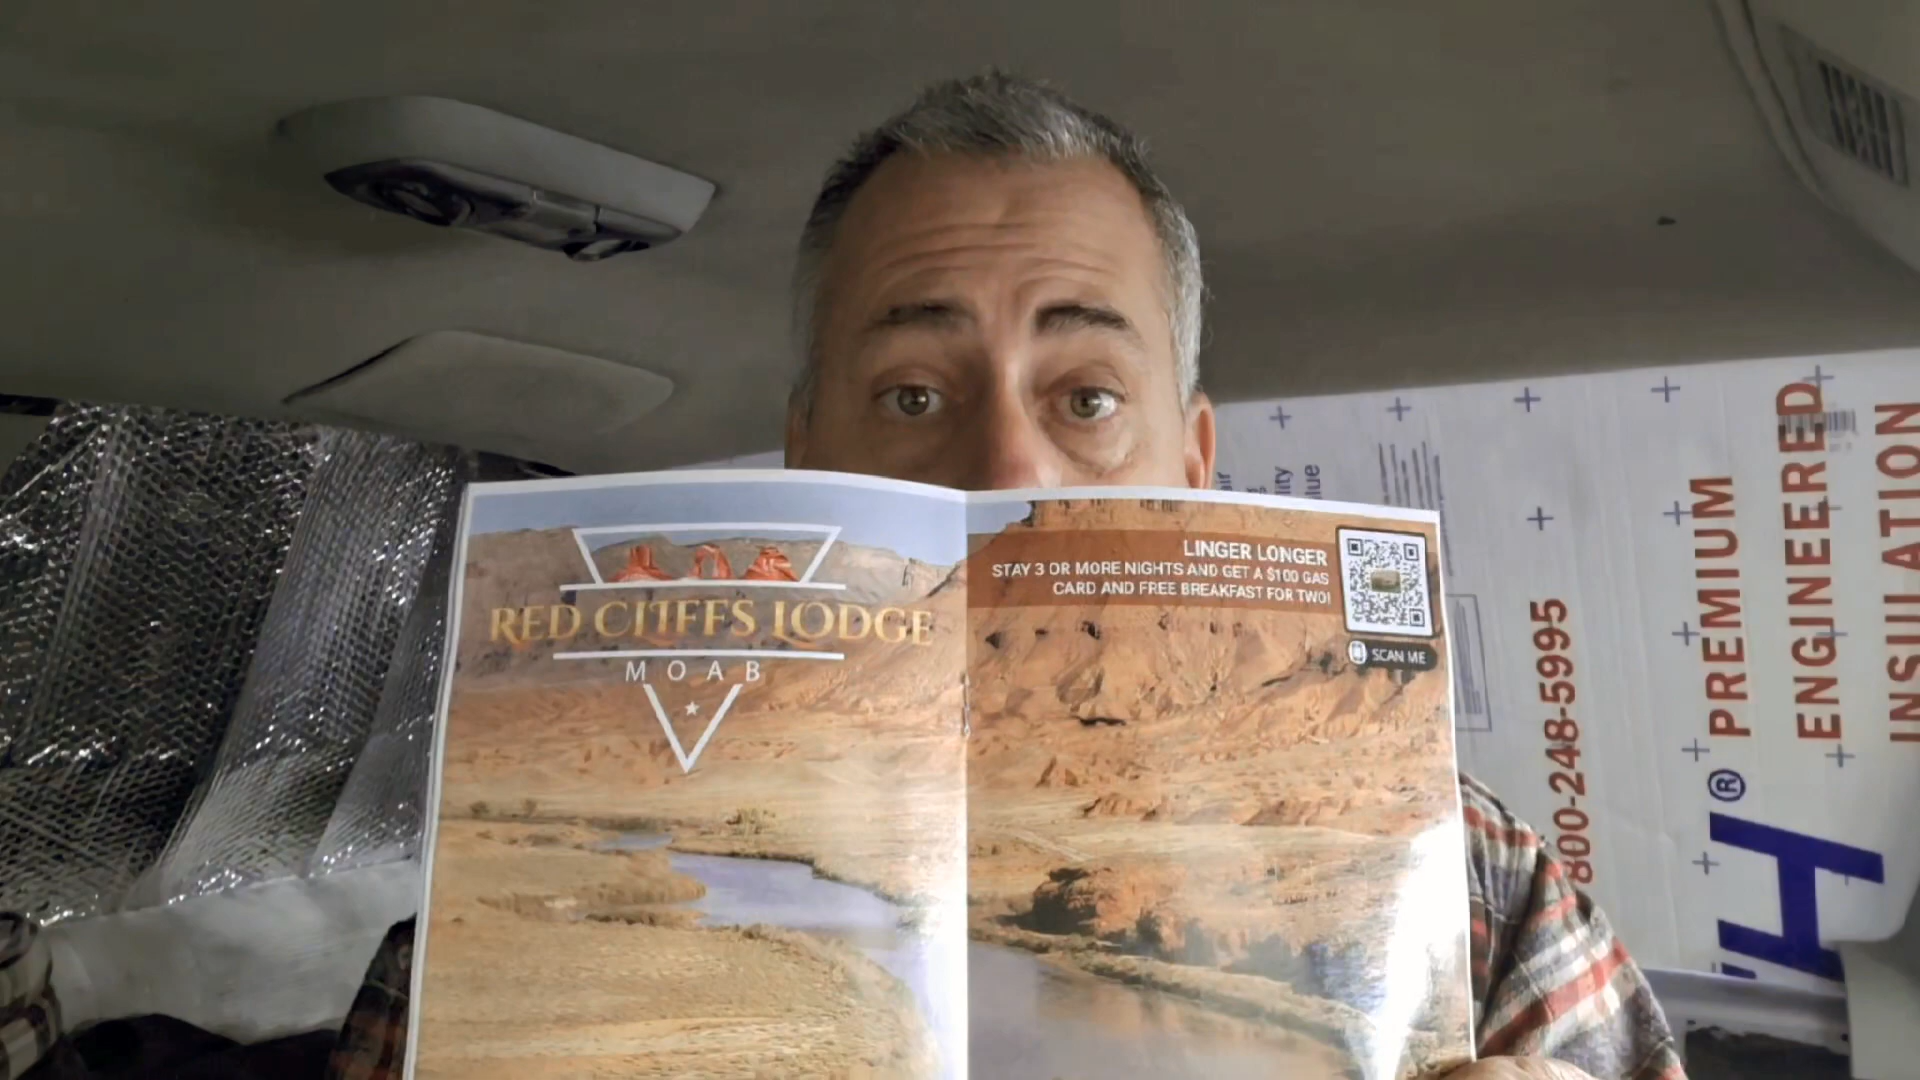 RED CLIFFS LODGE
MOAB
LINGER LONGER
STAY 3 OR MORE NIGHTS AND GET A $100 GAS
CARD AND FREE BREAKFAST FOR TWO!
SCAN ME
800-248-5995
H® PREMIUM
ENGINEERED
INSULATION